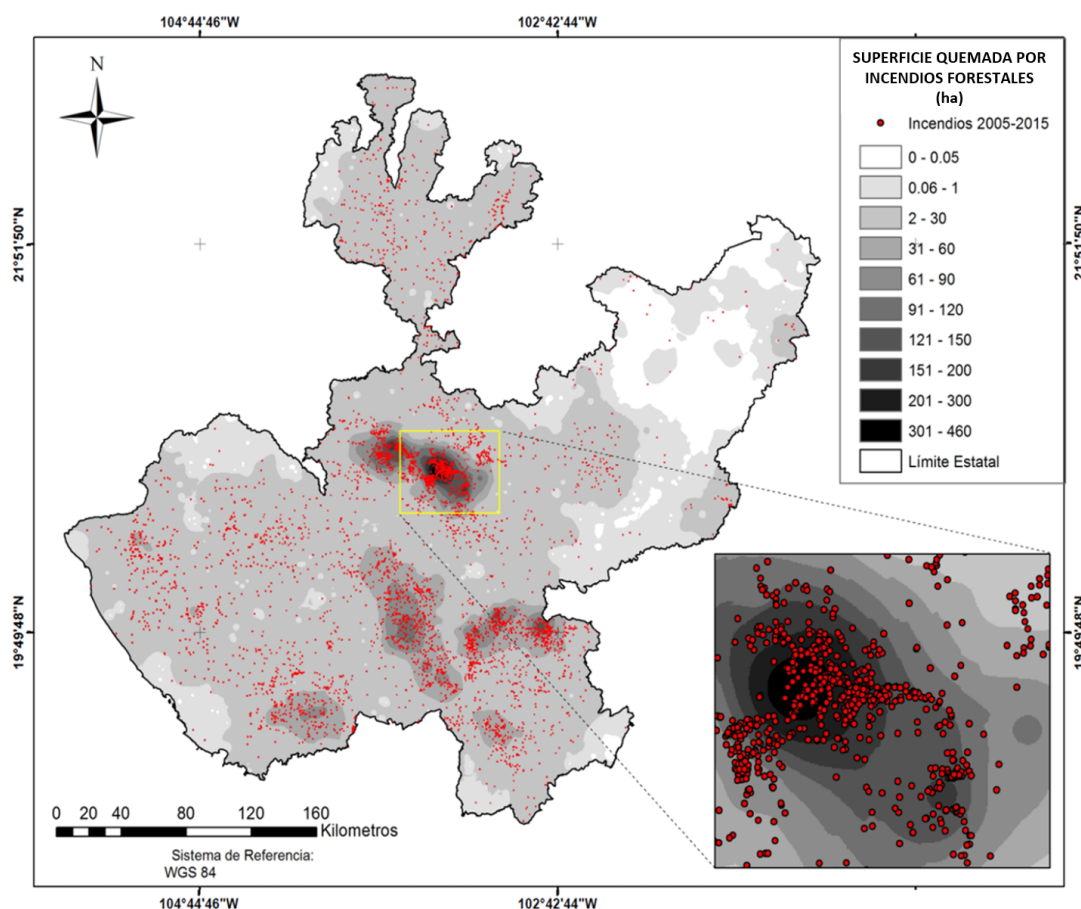 104°44'46"W
102°42'44"W
N
SUPERFICIE QUEMADA POR
INCENDIOS FORESTALES
(ha)
Incendios 2005-2015
0 - 0.05
0.06 - 1
2 - 30
31 - 60
61 - 90
91 - 120
121 - 150
151 - 200
201 - 300
301 - 460
Límite Estatal
21°51'50"N
21°51'50"N
19°49'48"N
19°49'48"N
0 20 40 80 120 160
Kilometros
Sistema de Referencia:
WGS 84
104°44'46"W
102°42'44"W